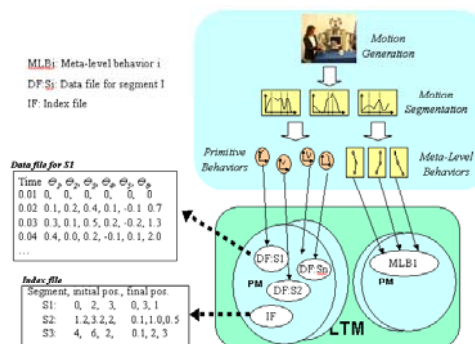 Motion
Generation
MLBi: Meta-level behavior i
DF:Si: Data file for segment I
IF: Index file
Motion
Segmentation
Primitive
Behaviors
Meta-Level
Behaviors
Data file for S1
Time Θ1, Θ2, Θ3, Θ4, Θ5, Θ6
0.01 0, 0, 0, 0, 0, 0
0.02 0.1, 0.2, 0.4, 0.1, -0.1 0.7
0.03 0.3, 0.1, 0.5, 0.2, -0.2, 1.3
0.04 0.4, 0.0, 0.2, -0.1, 0.1, 2.0
...
DF:S1
DF:Sn
DF:S2
PM
IF
MLB1
PM
LTM
Index file
Segment, initial pos., final pos.
S1: 0, 2, 3, 0, 3, 1
S2: 1.2,3.2,2, 0.1,1.0,0.5
S3: 4, 6, 2, 0.1, 2, 3